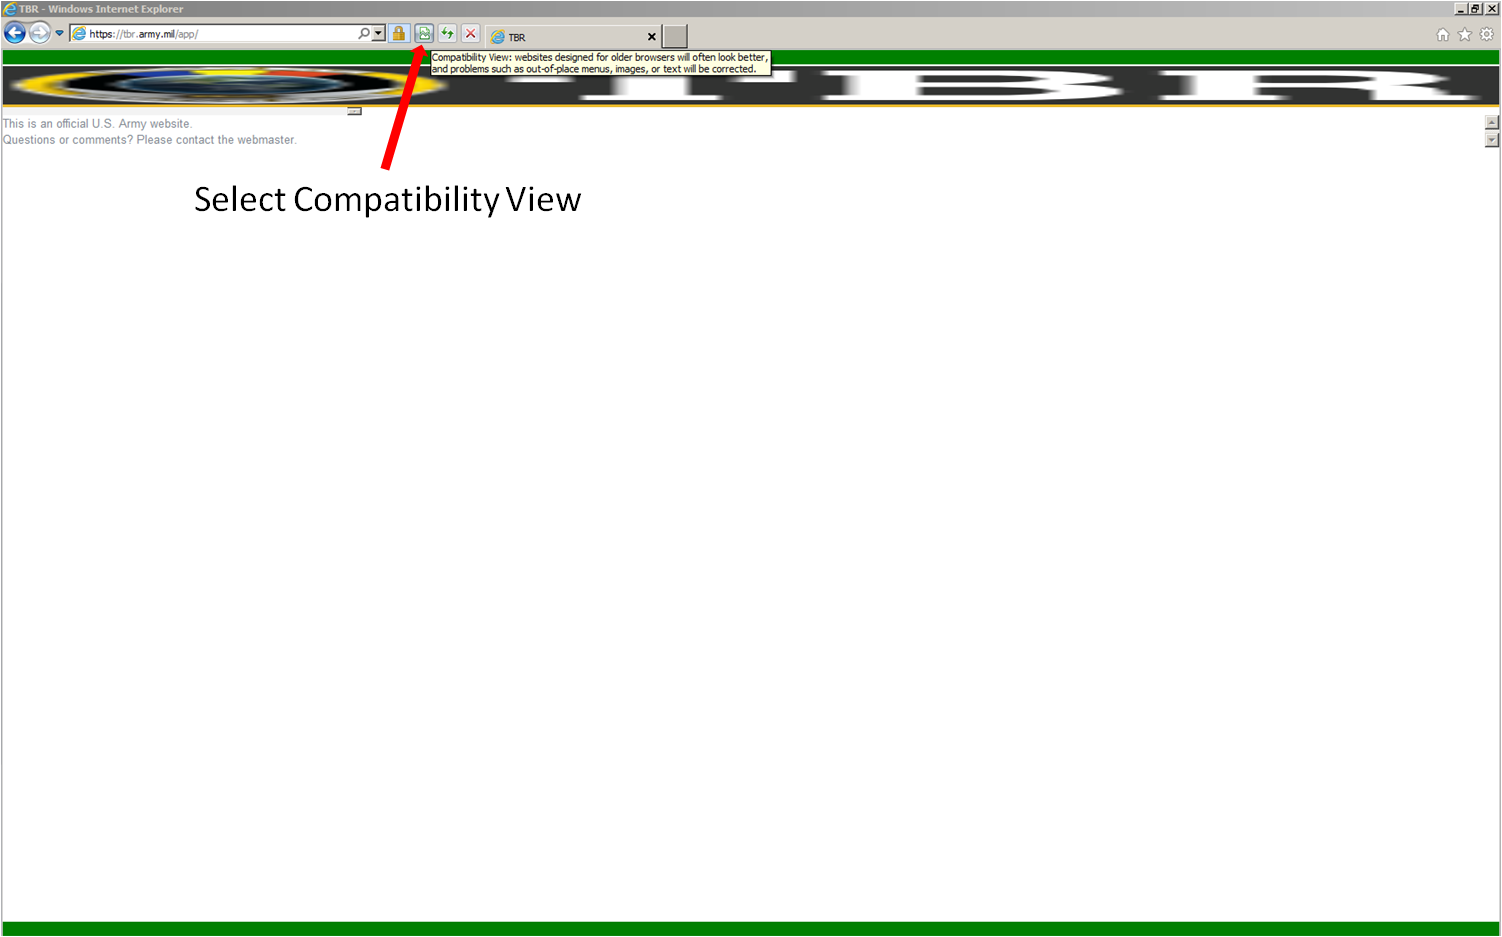 TBR - Windows Internet Explorer
https://tbr.army.mil/app/
TBR
Compatibility View: websites designed for older browsers will often look better,
and problems such as out-of-place menus, images, or text will be corrected.
TBR
This is an official U.S. Army website.
Questions or comments? Please contact the webmaster.
Select Compatibility View